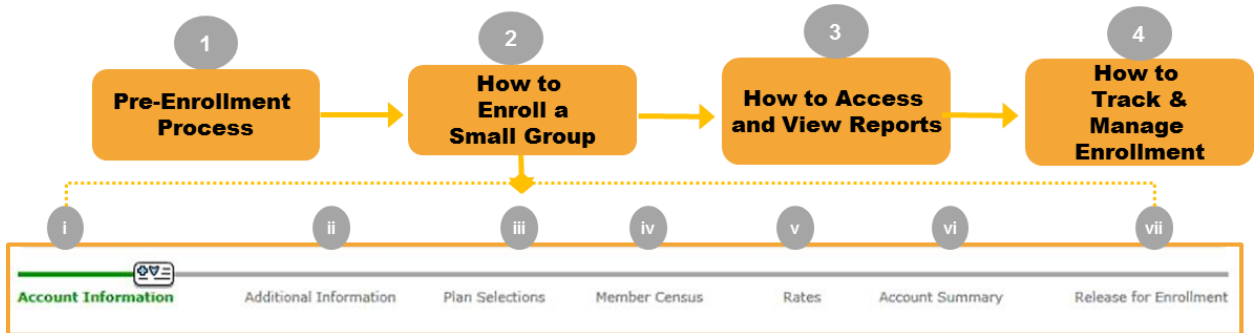 1
2
3
4
Pre-Enrollment
Process
How to
Enroll a
Small Group
How to Access
and View Reports
How to
Track &
Manage
Enrollment
i
ii
iii
iv
v
vi
vii
Account Information
Additional Information
Plan Selections
Member Census
Rates
Account Summary
Release for Enrollment